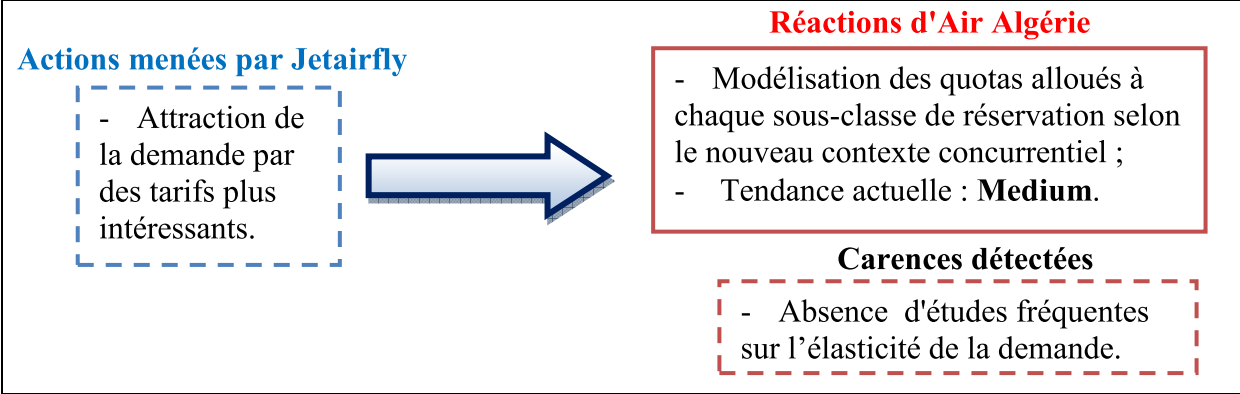 Actions menées par Jetairfly
- Attraction de
la demande par
des tarifs plus
intéressants.
Réactions d'Air Algérie
- Modélisation des quotas alloués à
chaque sous-classe de réservation selon
le nouveau contexte concurrentiel ;
- Tendance actuelle : Medium.
Carences détectées
- Absence d'études fréquentes
sur l’élasticité de la demande.